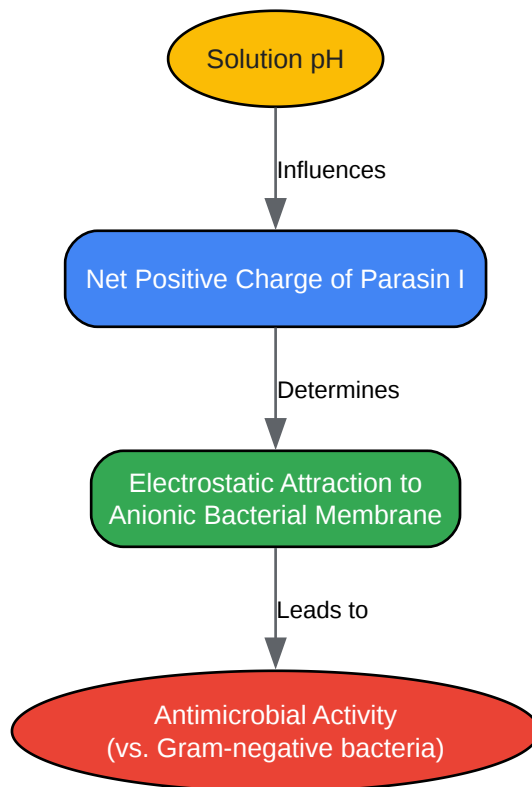 Solution pH
Influences
Net Positive Charge of Parasin I
Determines
Electrostatic Attraction to
Anionic Bacterial Membrane
Leads to
Antimicrobial Activity
(vs. Gram-negative bacteria)